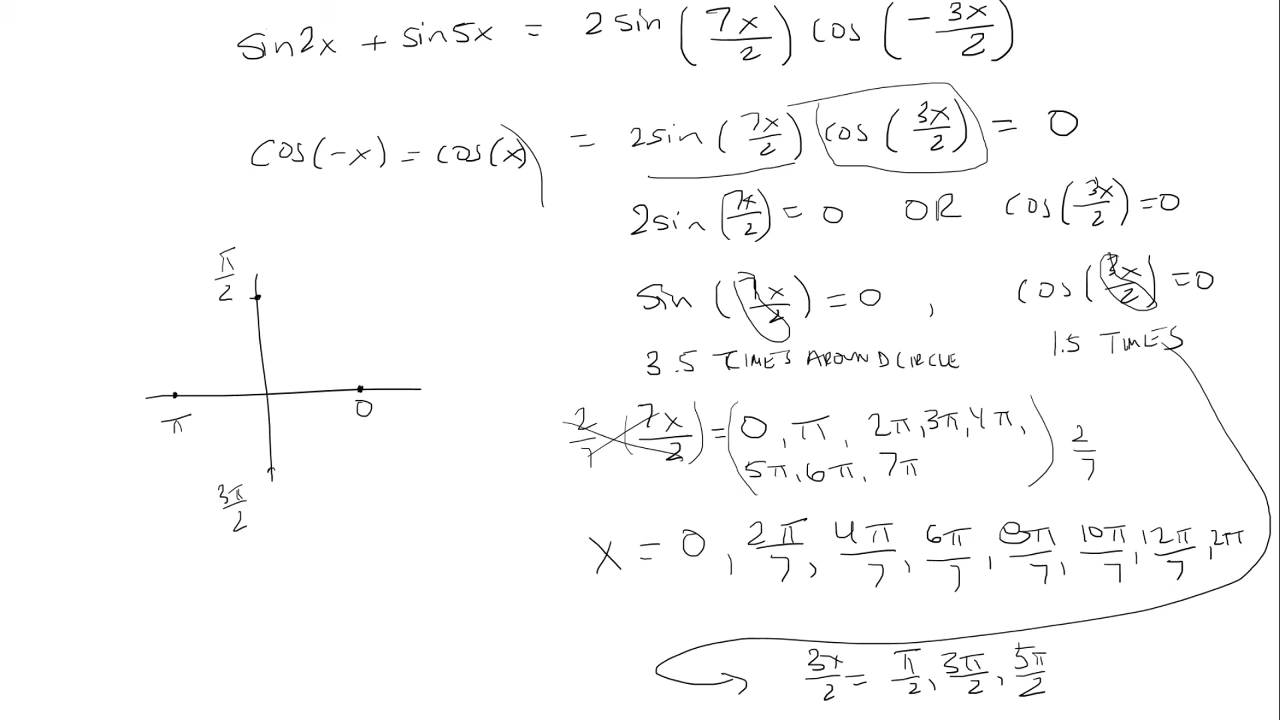 sin2x + sin5x = 2 sin (7x/2) cos (-3x/2)
cos(-x) = cos(x)
= 2sin (7x/2) cos (3x/2) = 0
2sin (7x/2) = 0 OR cos (3x/2) = 0
sin (7x/2) = 0 , cos (3x/2) = 0
3.5 TIMES AROUND CIRCLE
1.5 TIMES
π/2
π
0
3π/2
2/7 (7x/2) = (0, π, 2π, 3π, 4π, 5π, 6π, 7π) 2/7
x = 0, 2π/7, 4π/7, 6π/7, 8π/7, 10π/7, 12π/7, 2π
3x/2 = π/2, 3π/2, 5π/2